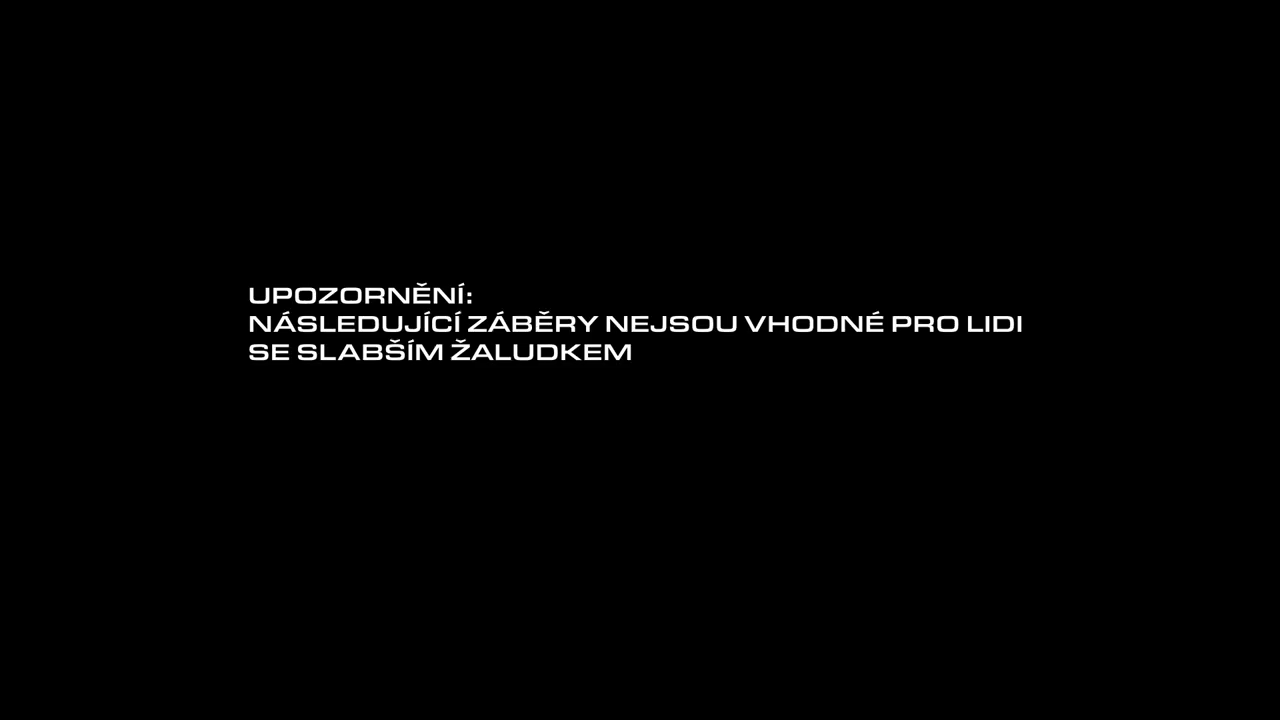 UPOZORNĚNÍ:
NÁSLEDUJÍCÍ ZÁBĚRY NEJSOU VHODNÉ PRO LIDI
SE SLABŠÍM ŽALUDKEM